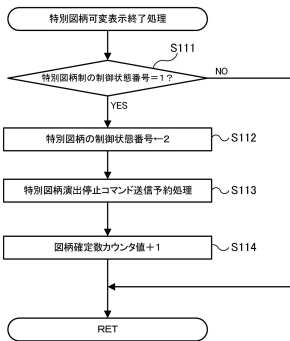 特別図柄可変表示終了処理
S111
特別図柄制の制御状態番号=1?
NO
YES
特別図柄の制御状態番号←2
S112
特別図柄演出停止コマンド送信予約処理
S113
図柄確定数カウンタ値+1
S114
RET